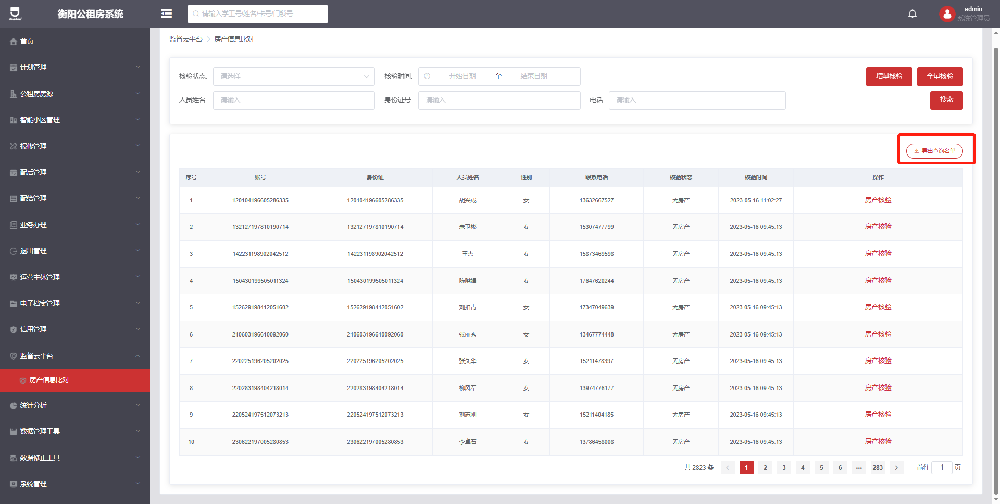 dendon
衡阳公租房系统
请输入学工号/姓名/卡号/门锁号
admin
系统管理员
首页
计划管理
公租房房源
智能小区管理
报修管理
配后管理
配给管理
业务办理
退出管理
运营主体管理
电子档案管理
信用管理
监督云平台
房产信息比对
统计分析
数据管理工具
数据修正工具
系统管理
监督云平台 > 房产信息比对
核验状态: 请选择 核验时间: 开始日期 至 结束日期 增量核验 全量核验
人员姓名: 请输入 身份证号: 请输入 电话 请输入 搜索
导出查询名单
序号 账号 身份证 人员姓名 性别 联系电话 核验状态 核验时间 操作
1 120104196605286335 120104196605286335 胡兴成 女 13632667527 无房产 2023-05-16 11:02:27 房产核验
2 132127197810190714 132127197810190714 朱卫彬 女 15307477799 无房产 2023-05-16 09:45:13 房产核验
3 142231198902042512 142231198902042512 王杰 女 15873469598 无房产 2023-05-16 09:45:13 房产核验
4 150430199505011324 150430199505011324 陈晓娟 女 17647620244 无房产 2023-05-16 09:45:13 房产核验
5 152629198412051602 152629198412051602 刘扣青 女 17347049639 无房产 2023-05-16 09:45:13 房产核验
6 210603196610092060 210603196610092060 张丽秀 女 13467774448 无房产 2023-05-16 09:45:13 房产核验
7 220225196205202025 220225196205202025 张久华 女 15211478397 无房产 2023-05-16 09:45:13 房产核验
8 220283198404218014 220283198404218014 柳风军 女 13974776177 无房产 2023-05-16 09:45:13 房产核验
9 220524197512073213 220524197512073213 刘志刚 女 15211404185 无房产 2023-05-16 09:45:13 房产核验
10 230622197005280853 230622197005280853 李卓石 女 13786458008 无房产 2023-05-16 09:45:13 房产核验
共 2823 条 < 1 2 3 4 5 6 ••• 283 > 前往 1 页